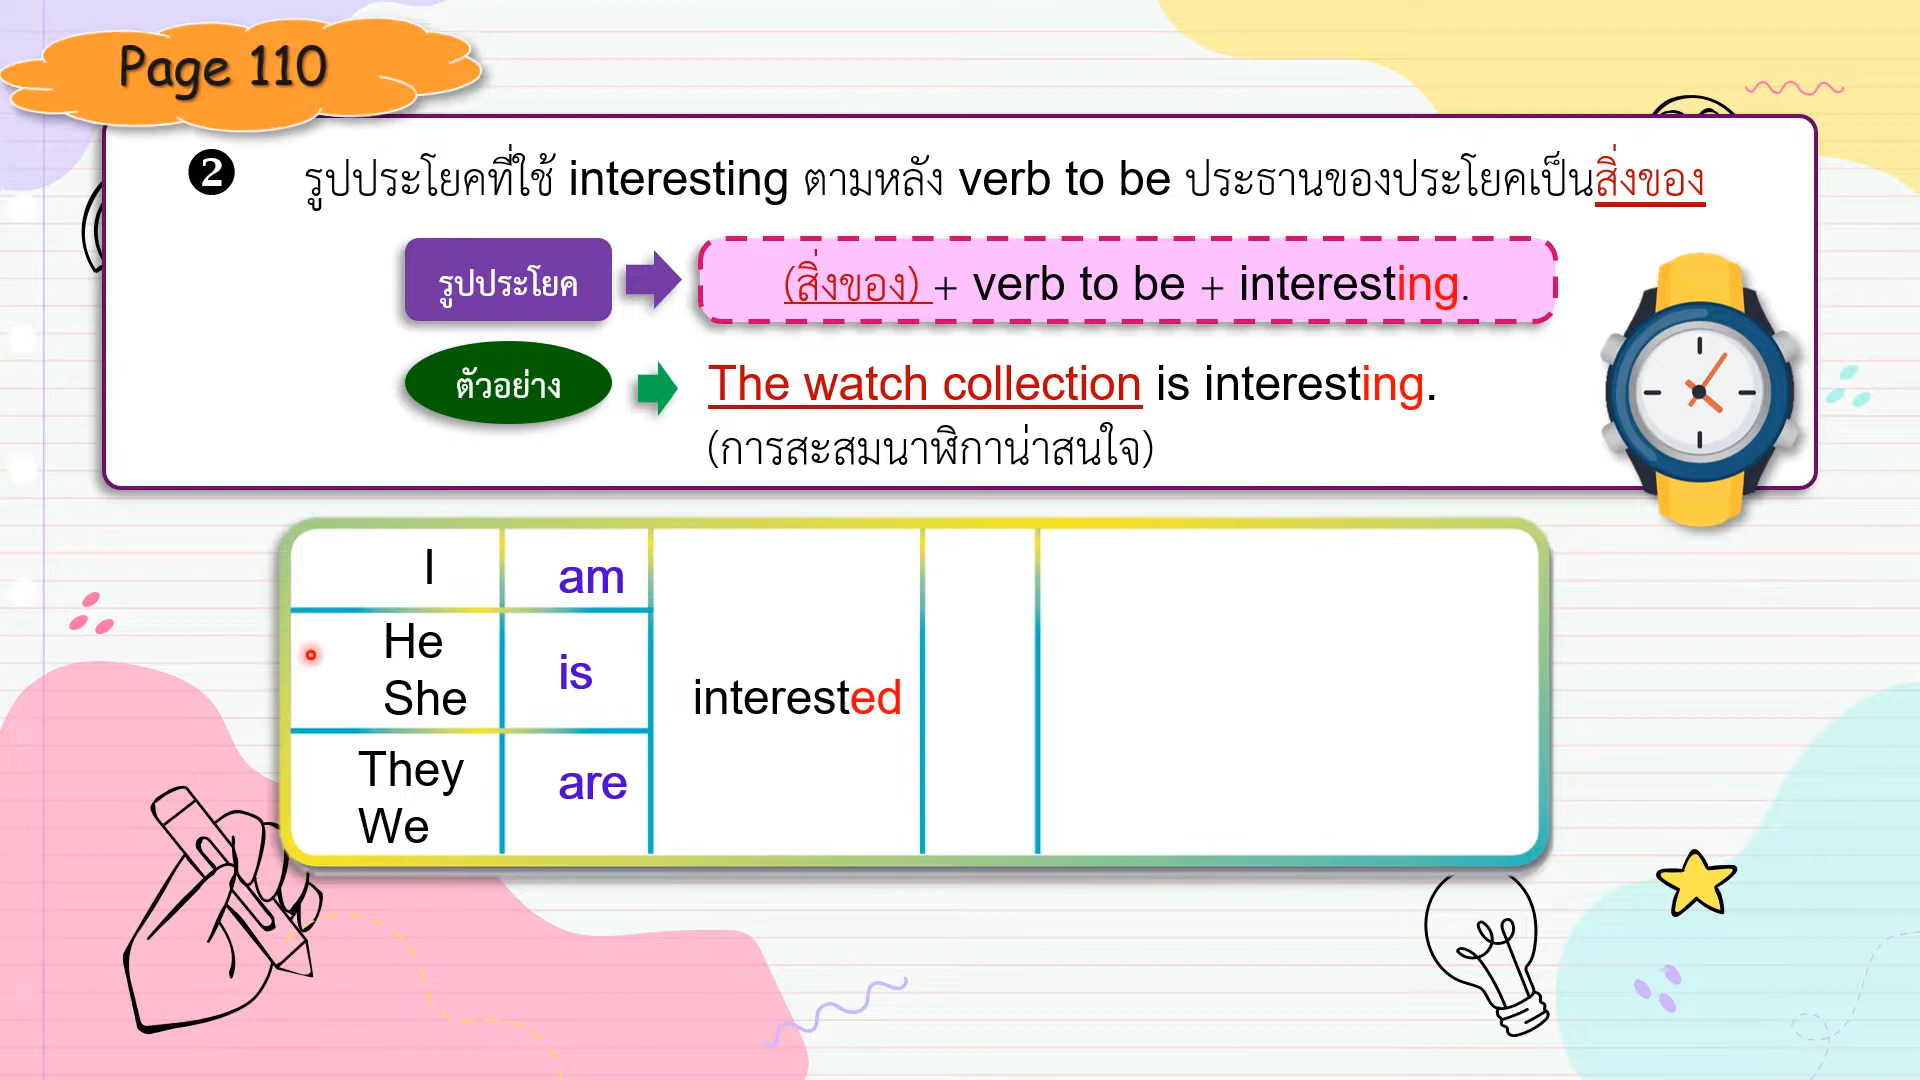 Page 110
❷ รูปประโยคที่ใช้ interesting ตามหลัง verb to be ประธานของประโยคเป็นสิ่งของ
รูปประโยค (สิ่งของ) + verb to be + interesting.
ตัวอย่าง The watch collection is interesting.
(การสะสมนาฬิกาน่าสนใจ)
I am
He
She
is
interested
They
We
are